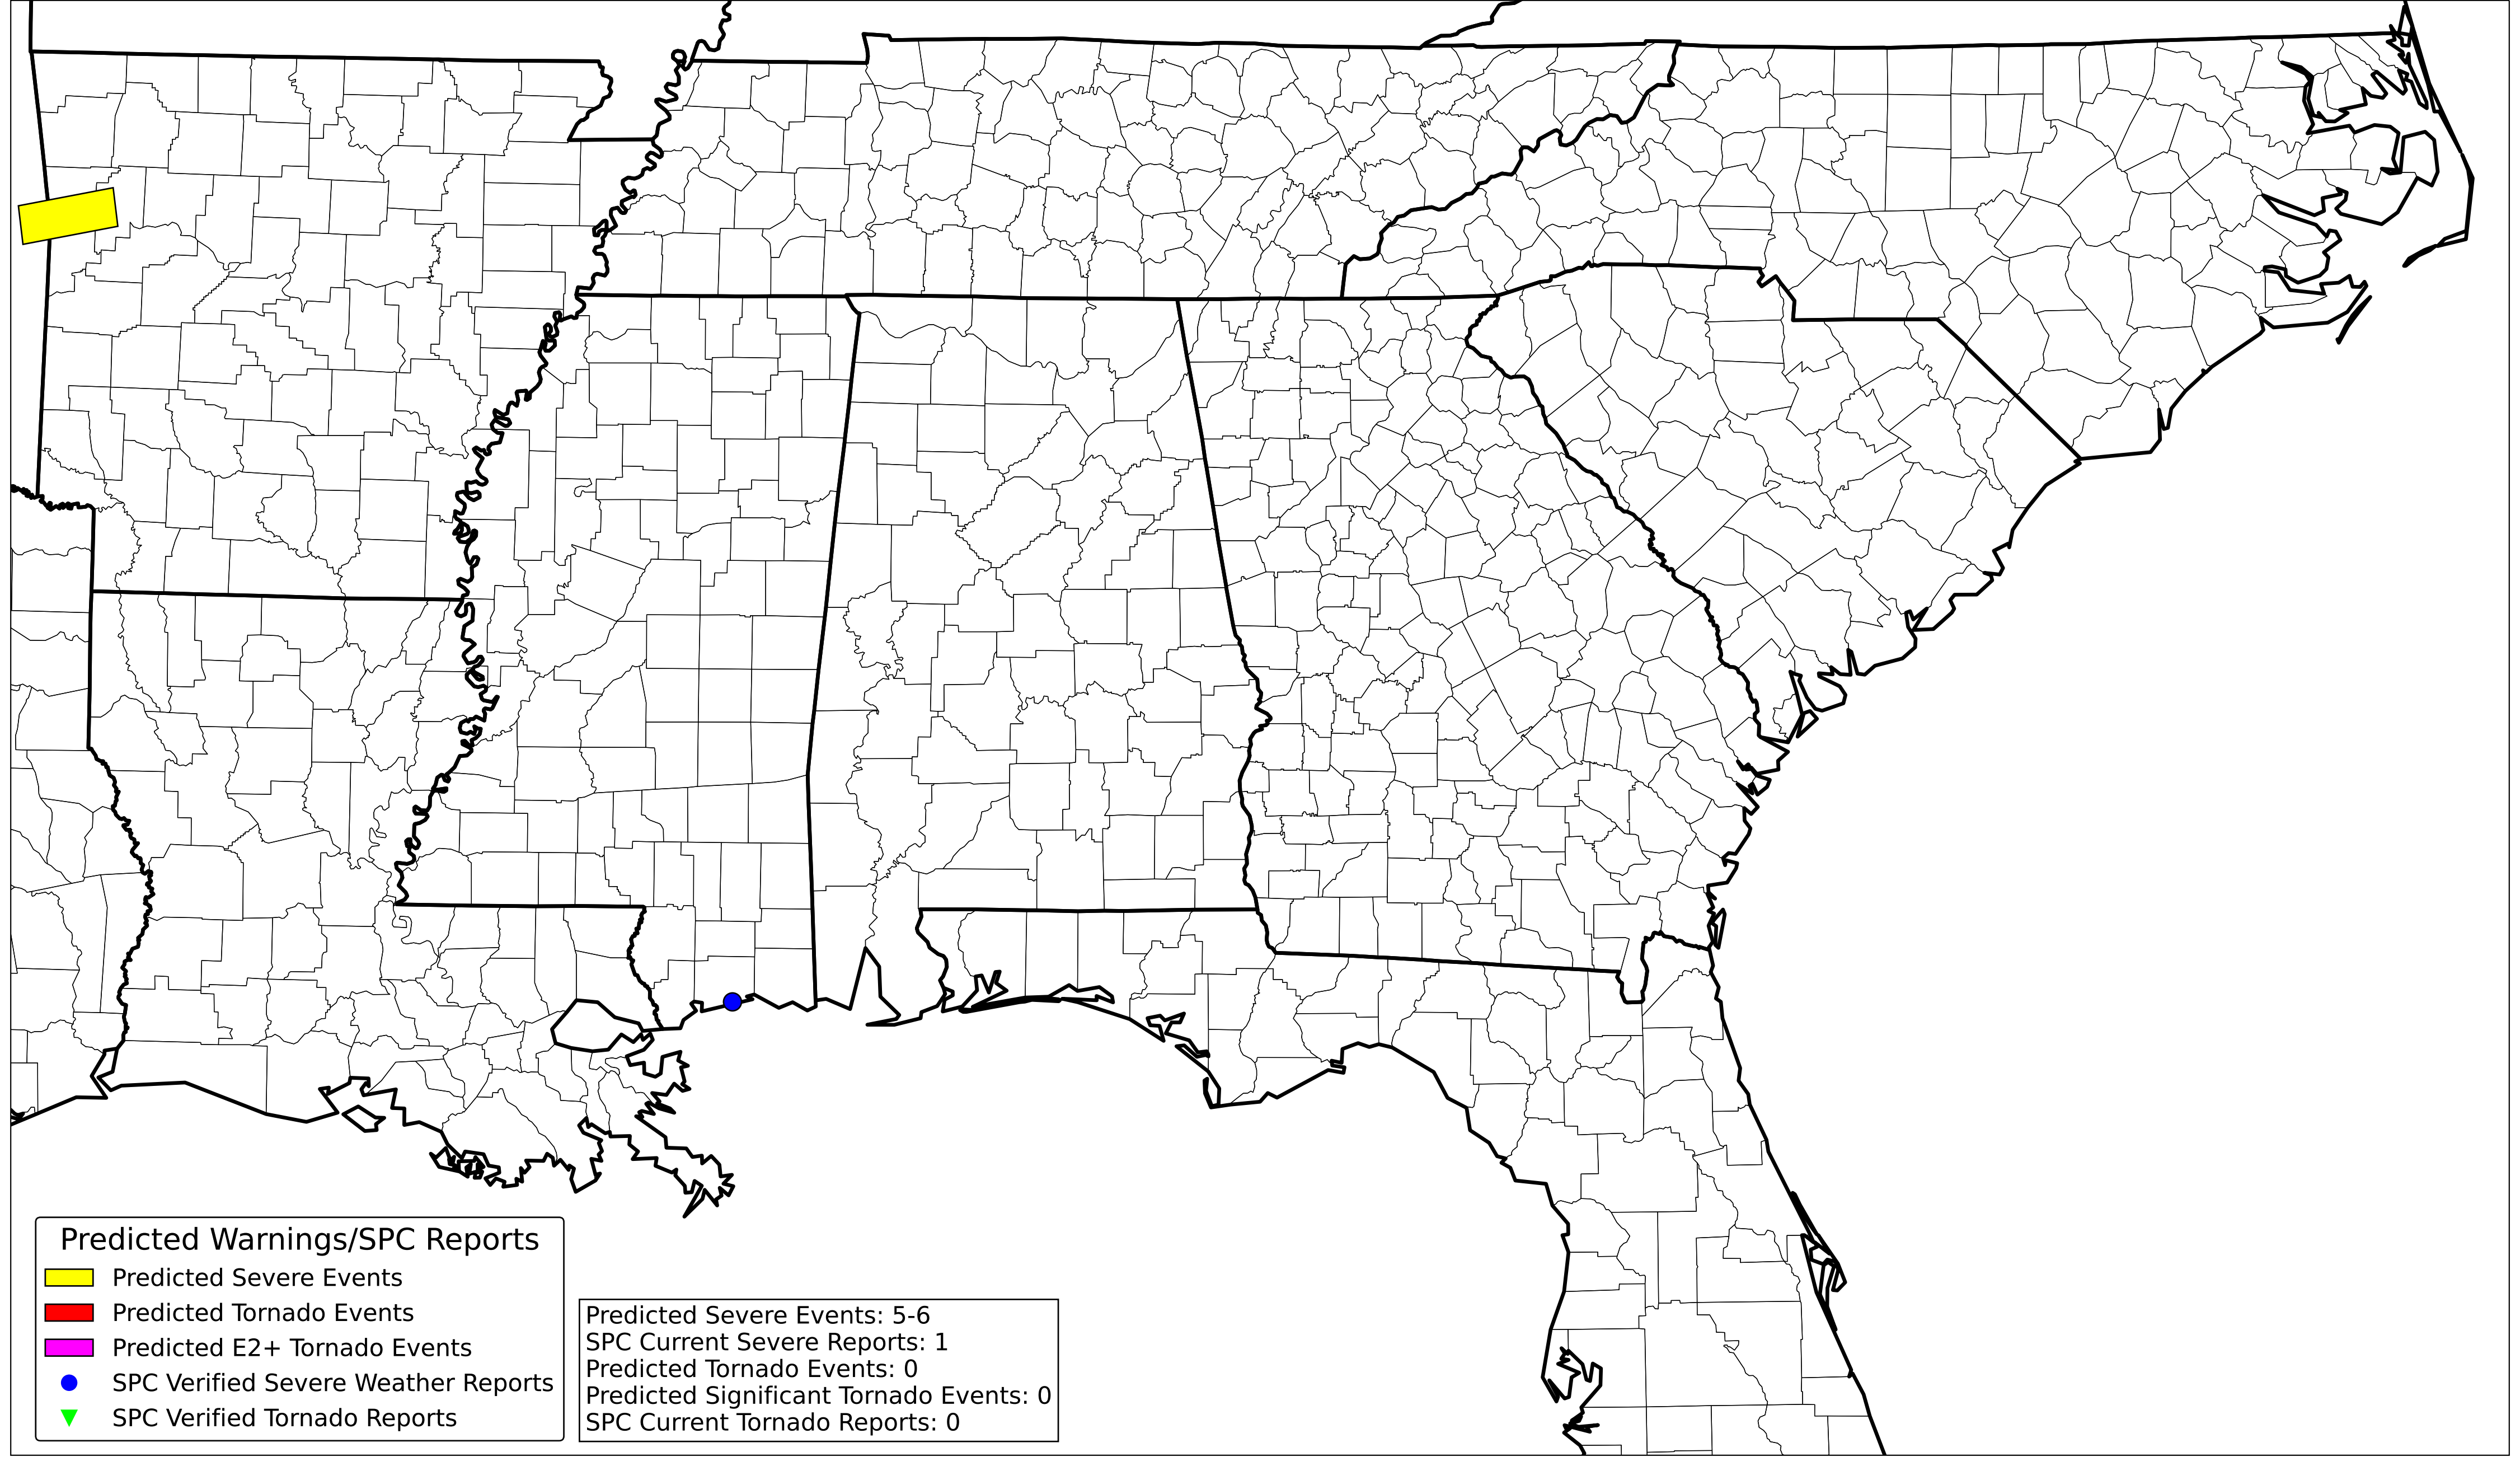 Predicted Warnings/SPC Reports
Predicted Severe Events
Predicted Tornado Events
Predicted E2+ Tornado Events
SPC Verified Severe Weather Reports
SPC Verified Tornado Reports
Predicted Severe Events: 5-6
SPC Current Severe Reports: 1
Predicted Tornado Events: 0
Predicted Significant Tornado Events: 0
SPC Current Tornado Reports: 0